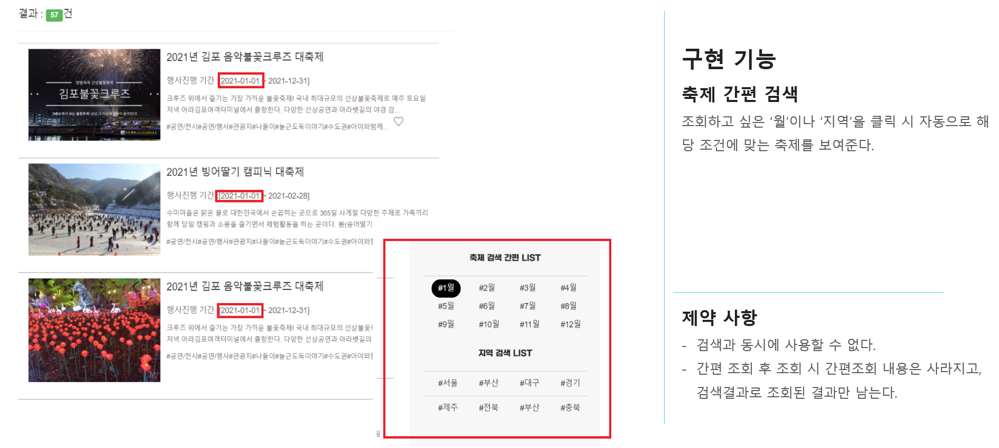 결과 : 57 건
2021년 김포 음악불꽃크루즈 대축제
행사진행 기간 :[2021-01-01 ~ 2021-12-31]
크루즈 위에서 즐기는 가장 가까운 불꽃축제! 국내 최대규모의 선상불꽃축제로 매주 토요일
저녁 아라김포여객터미널에서 출항한다. 다양한 선상공연과 아라뱃길의 야경 감...
#공연/전시#공연/행사#관광지#나들이#늘근도둑이야기#수도권#아이와함께...
방방곡곡 선상불꽃축제
김포불꽃크루즈
2021년 빙어딸기 캠피닉 대축제
행사진행 기간 :[2021-01-01 ~ 2021-02-28]
수미마을은 맑은 물로 대한민국에서 손꼽히는 곳으로 365일 사계절 다양한 주제로 가족끼리
함께 당일 캠핑과 소풍을 즐기면서 체험활동을 하는 곳이다. 봄(송어딸기
#공연/전시#공연/행사#관광지#나들이#늘근도둑이야기#수도권#아이와
2021년 김포 음악불꽃크루즈 대축제
행사진행 기간 :[2021-01-01 ~ 2021-12-31]
크루즈 위에서 즐기는 가장 가까운 불꽃축제! 국내 최대규모의 선상불꽃
저녁 아라김포여객터미널에서 출항한다. 다양한 선상공연과 아라뱃길의
#공연/전시#공연/행사#관광지#나들이#늘근도둑이야기#수도권#아이와
일
축제 검색 간편 LIST
#1월 #2월 #3월 #4월
#5월 #6월 #7월 #8월
#9월 #10월 #11월 #12월
지역 검색 LIST
#서울 #부산 #대구 #경기
#제주 #전북 #부산 #충북
구현 기능
축제 간편 검색
조회하고 싶은 ‘월’이나 ‘지역’을 클릭 시 자동으로 해
당 조건에 맞는 축제를 보여준다.
제약 사항
- 검색과 동시에 사용할 수 없다.
- 간편 조회 후 조회 시 간편조회 내용은 사라지고,
검색결과로 조회된 결과만 남는다.